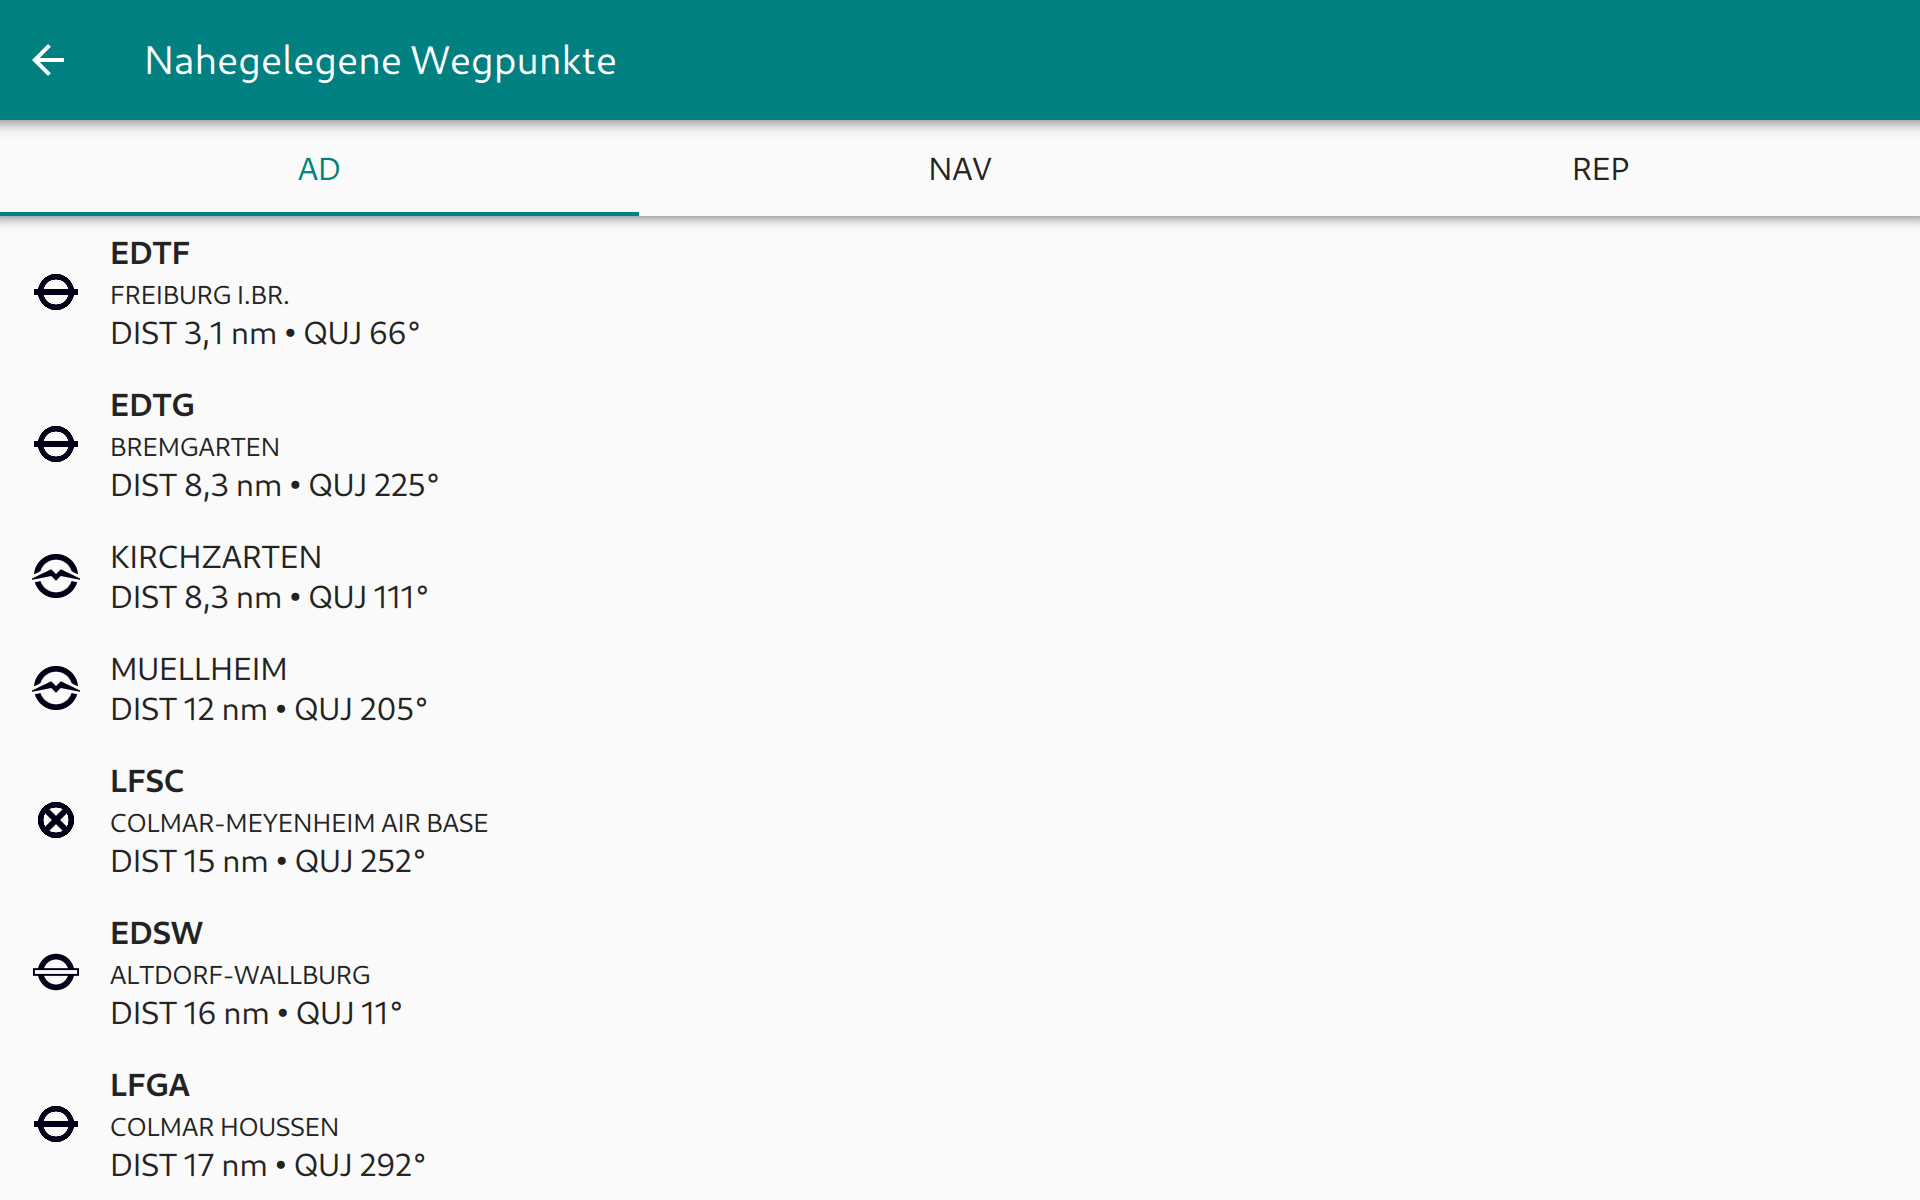 Nahegelegene Wegpunkte
AD
NAV
REP
EDTF
FREIBURG I.BR.
DIST 3,1 nm • QUJ 66°
EDTG
BREMGARTEN
DIST 8,3 nm • QUJ 225°
KIRCHZARTEN
DIST 8,3 nm • QUJ 111°
MUELLHEIM
DIST 12 nm • QUJ 205°
LFSC
COLMAR-MEYENHEIM AIR BASE
DIST 15 nm • QUJ 252°
EDSW
ALTDORF-WALLBURG
DIST 16 nm • QUJ 11°
LFGA
COLMAR HOUSSEN
DIST 17 nm • QUJ 292°